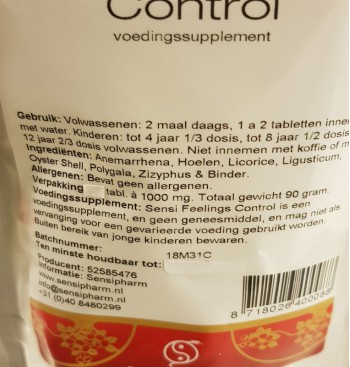 Control
voedingssupplement
Gebruik: Volwassenen: 2 maal daags, 1 a 2 tabletten innemen
met water. Kinderen: tot 4 jaar 1/3 dosis, tot 8 jaar 1/2 dosis
12 jaar 2/3 dosis volwassenen. Niet innemen met koffie of
Ingrediënten: Anemarrhena, Hoelen, Licorice, Ligusticum,
Oyster Shell, Polygala, Zizyphus & Binder.
Allergenen: Bevat geen allergenen.
Verpakking tabl. à 1000 mg. Totaal gewicht 90 gram.
Voedingssupplement: Sensi Feelings Control is een
voedingssupplement, en geen geneesmiddel, en mag niet als
vervanging voor een gevarieerde voeding gebruikt worden.
Buiten bereik van jonge kinderen bewaren.
Batchnummer:
Ten minste houdbaar tot: 18M31C
Producent: 52585476
Informatie: Sensipharm
www.sensipharm.nl
info@sensipharm.nl
+31 (0)40 8480299
8 718026 400088